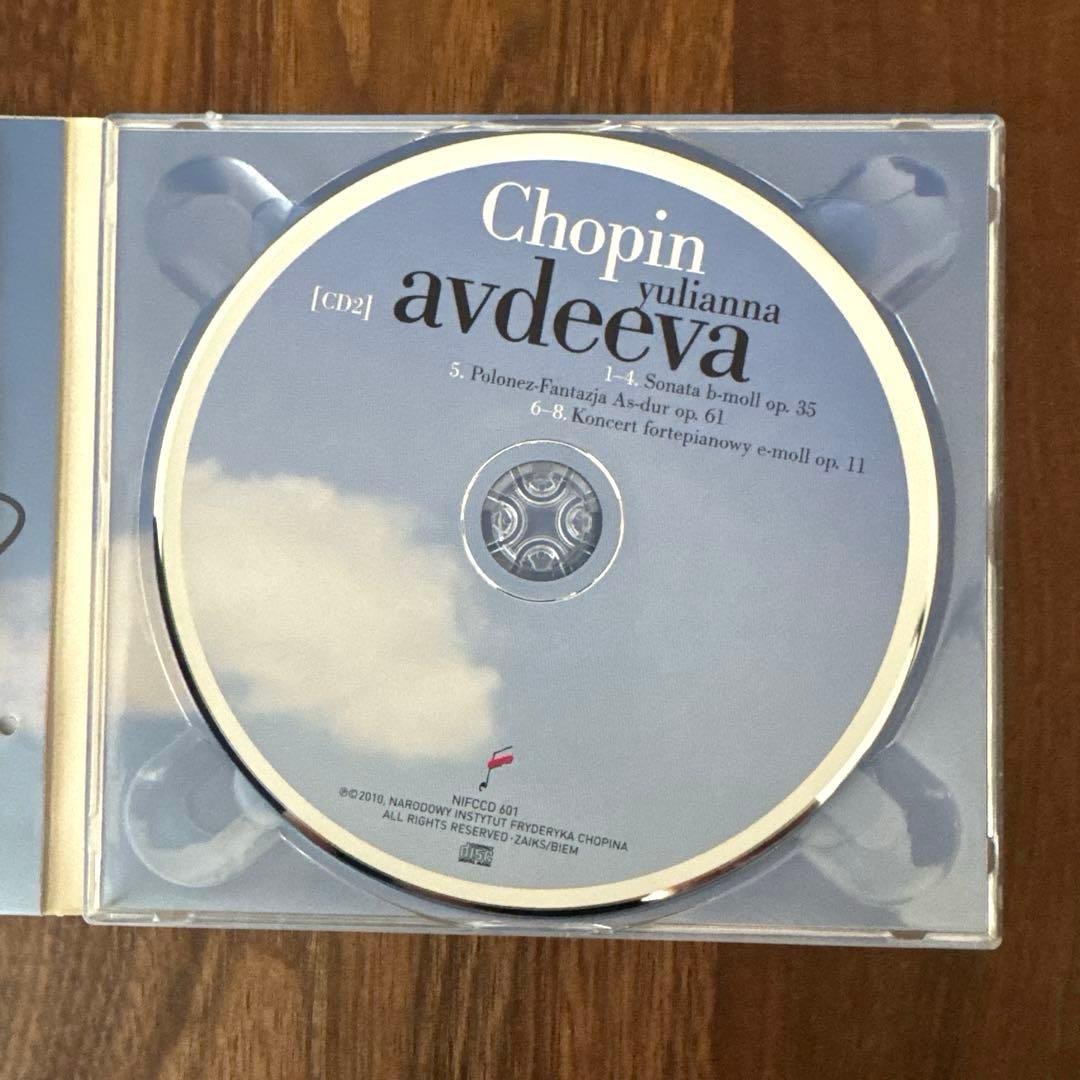 Chopin
yulianna
[CD2] avdeeva
1–4. Sonata b-moll op. 35
5. Polonez-Fantazja As-dur op. 61
6–8. Koncert fortepianowy e-moll op. 11
NIFCCD 601
℗©2010, NARODOWY INSTYTUT FRYDERYKA CHOPINA
ALL RIGHTS RESERVED · ZAIKS/BIEM
disc